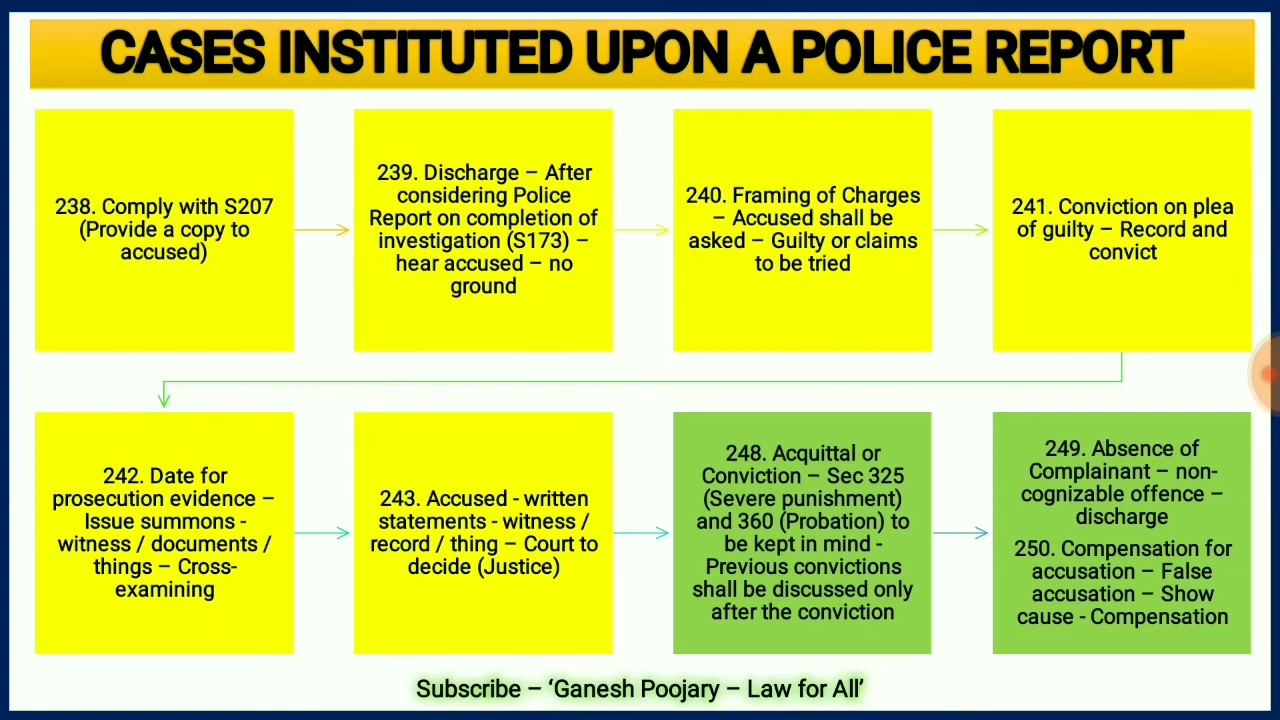 CASES INSTITUTED UPON A POLICE REPORT
238. Comply with S207
(Provide a copy to
accused)
239. Discharge – After
considering Police
Report on completion of
investigation (S173) –
hear accused – no
ground
240. Framing of Charges
– Accused shall be
asked – Guilty or claims
to be tried
241. Conviction on plea
of guilty – Record and
convict
242. Date for
prosecution evidence –
Issue summons -
witness / documents /
things – Cross-
examining
243. Accused - written
statements - witness /
record / thing – Court to
decide (Justice)
248. Acquittal or
Conviction – Sec 325
(Severe punishment)
and 360 (Probation) to
be kept in mind -
Previous convictions
shall be discussed only
after the conviction
249. Absence of
Complainant – non-
cognizable offence –
discharge
250. Compensation for
accusation – False
accusation – Show
cause - Compensation
Subscribe – ‘Ganesh Poojary – Law for All’